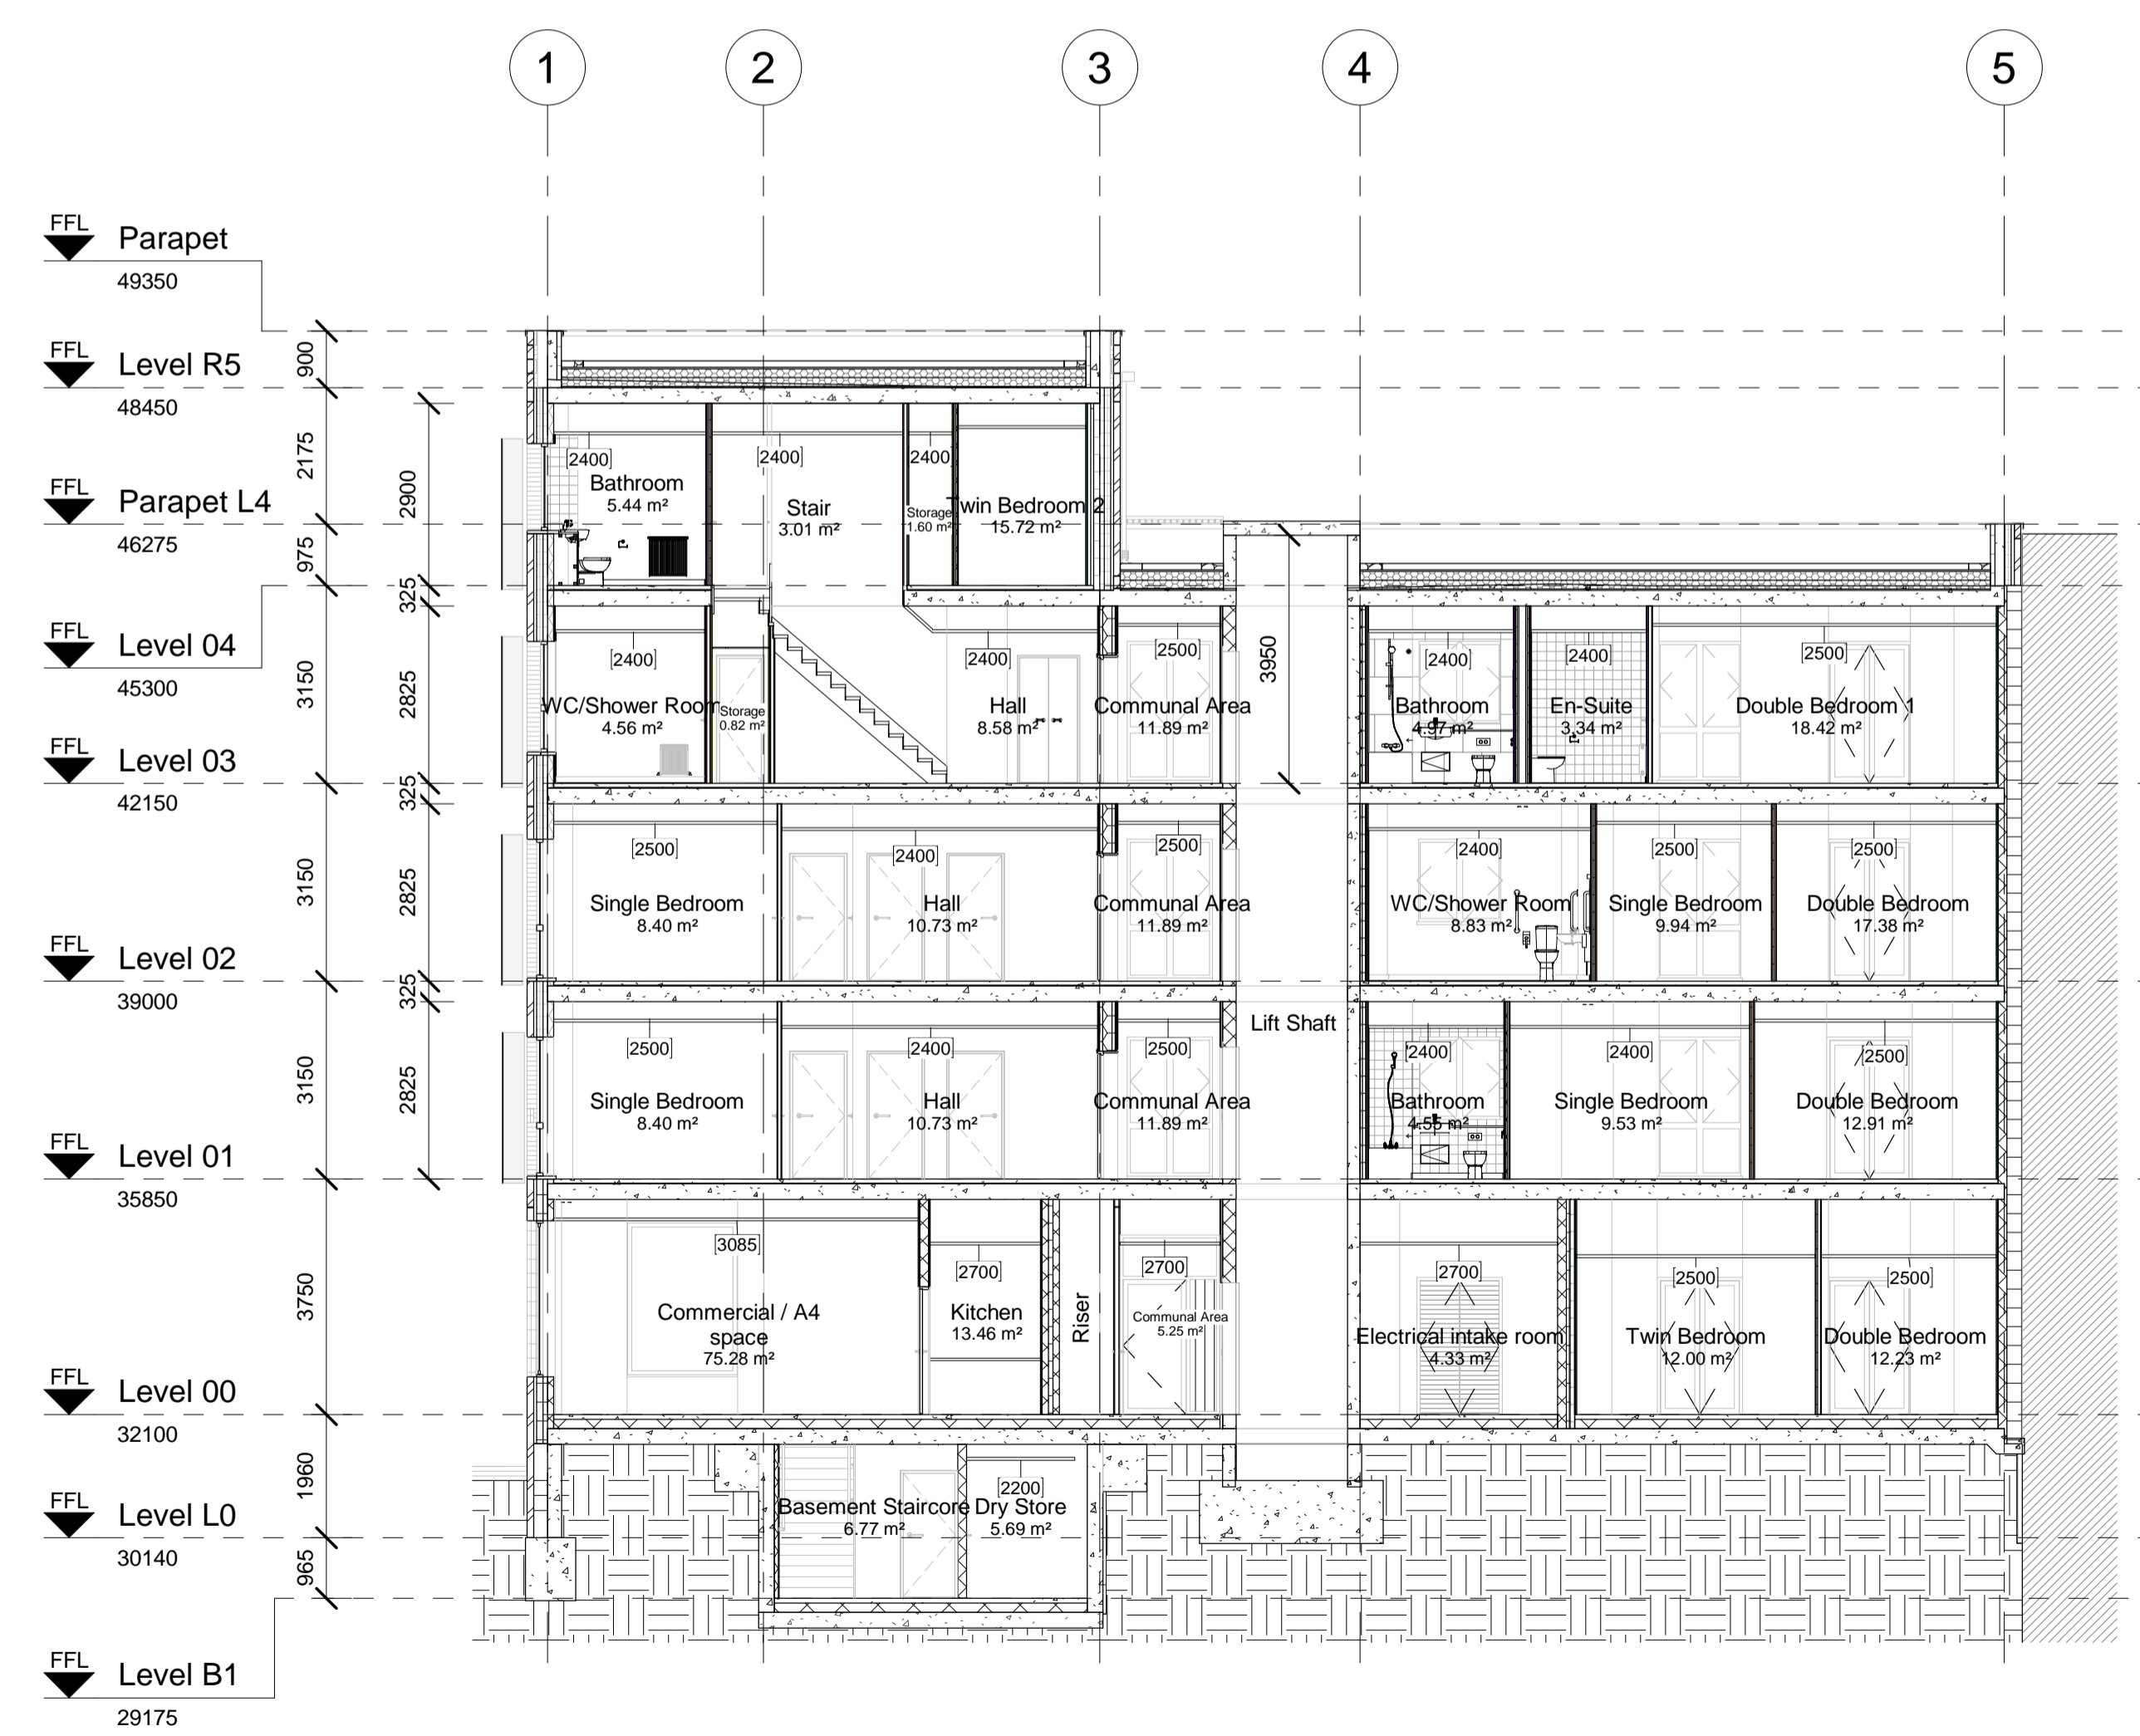 1 2 3 4 5
FFL Parapet
49350
FFL Level R5
48450
FFL Parapet L4
46275
FFL Level 04
45300
FFL Level 03
42150
FFL Level 02
39000
FFL Level 01
35850
FFL Level 00
32100
FFL Level L0
30140
FFL Level B1
29175
900
2175
975
3150
3150
3150
3750
1960
965
2900
325
2825
325
2825
325
2825
3950
[2400]
Bathroom
5.44 m²
[2400]
Stair
3.01 m²
[2400]
Storage
1.60 m²
Twin Bedroom 2
15.72 m²
[2400]
WC/Shower Room
4.56 m²
Storage
0.82 m²
[2400]
Hall
8.58 m²
[2500]
Communal Area
11.89 m²
[2400]
Bathroom
4.97 m²
[2400]
En-Suite
3.34 m²
[2500]
Double Bedroom 1
18.42 m²
[2500]
Single Bedroom
8.40 m²
[2400]
Hall
10.73 m²
[2500]
Communal Area
11.89 m²
[2400]
WC/Shower Room
8.83 m²
[2500]
Single Bedroom
9.94 m²
[2500]
Double Bedroom
17.38 m²
Lift Shaft
[2500]
Single Bedroom
8.40 m²
[2400]
Hall
10.73 m²
[2500]
Communal Area
11.89 m²
[2400]
Bathroom
4.55 m²
[2400]
Single Bedroom
9.53 m²
[2500]
Double Bedroom
12.91 m²
[3085]
Commercial / A4
space
75.28 m²
[2700]
Kitchen
13.46 m²
Riser
[2700]
Communal Area
5.25 m²
[2700]
Electrical intake room
4.33 m²
[2500]
Twin Bedroom
12.00 m²
[2500]
Double Bedroom
12.23 m²
Basement Staircore
6.77 m²
[2200]
Dry Store
5.69 m²